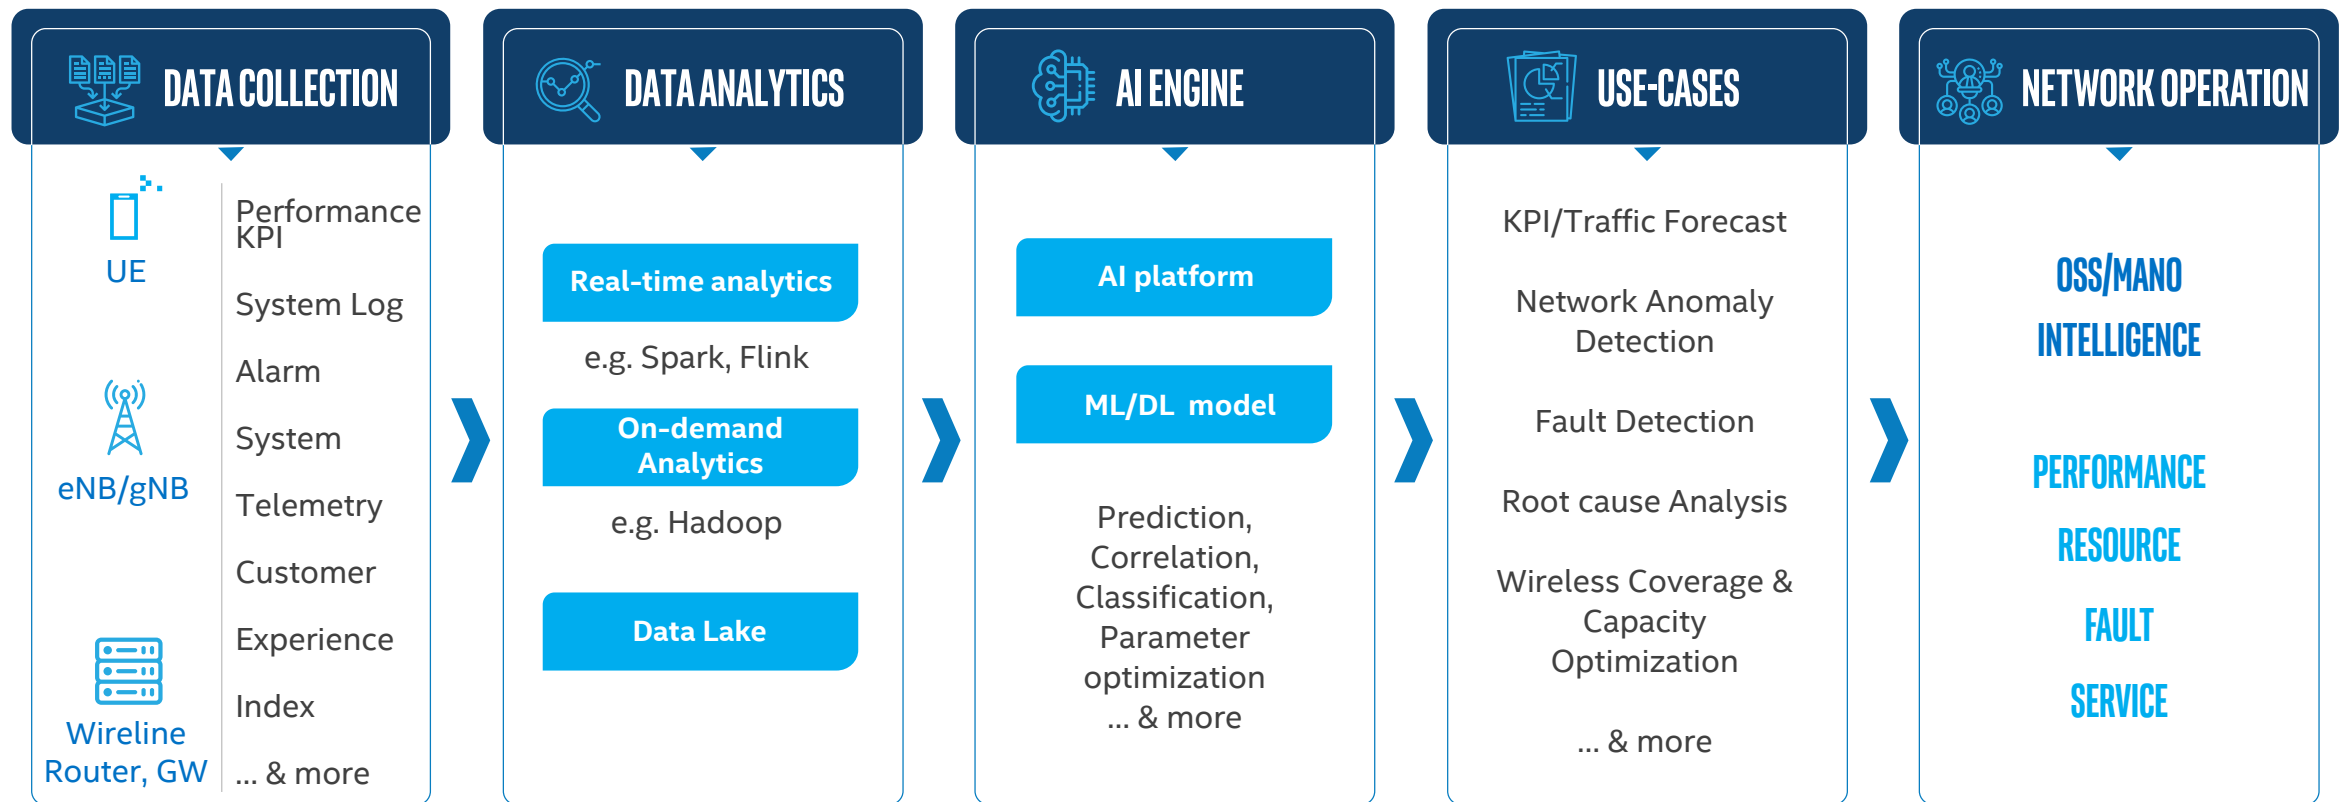 DATA COLLECTION
UE
eNB/gNB
Wireline
Router, GW
Performance
KPI
System Log
Alarm
System
Telemetry
Customer
Experience
Index
... & more
DATA ANALYTICS
Real-time analytics
e.g. Spark, Flink
On-demand
Analytics
e.g. Hadoop
Data Lake
AI ENGINE
AI platform
ML/DL model
Prediction,
Correlation,
Classification,
Parameter
optimization
... & more
USE-CASES
KPI/Traffic Forecast
Network Anomaly
Detection
Fault Detection
Root cause Analysis
Wireless Coverage &
Capacity
Optimization
... & more
NETWORK OPERATION
OSS/MANO
INTELLIGENCE
PERFORMANCE
RESOURCE
FAULT
SERVICE